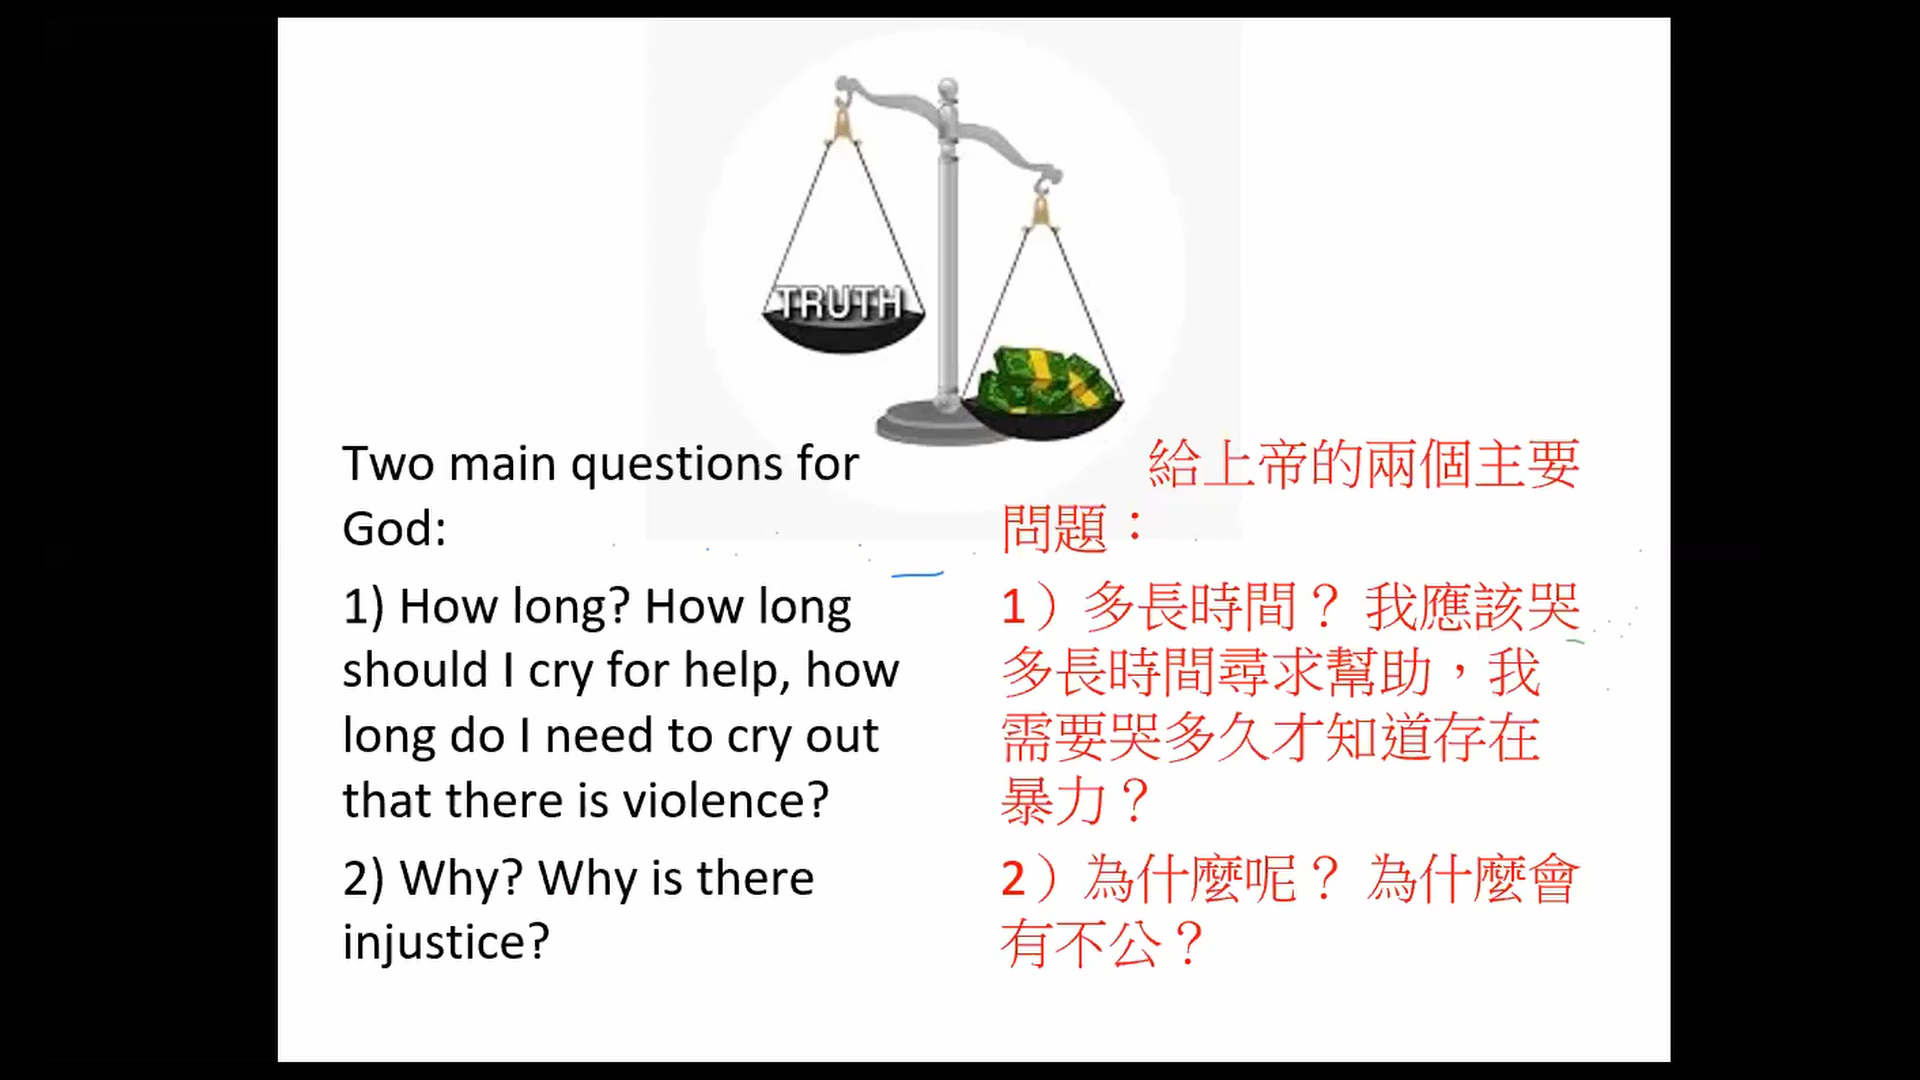 TRUTH
Two main questions for
God:
1) How long? How long
should I cry for help, how
long do I need to cry out
that there is violence?
2) Why? Why is there
injustice?
給上帝的兩個主要
問題：
1）多長時間？ 我應該哭
多長時間尋求幫助，我
需要哭多久才知道存在
暴力？
2）為什麼呢？ 為什麼會
有不公？